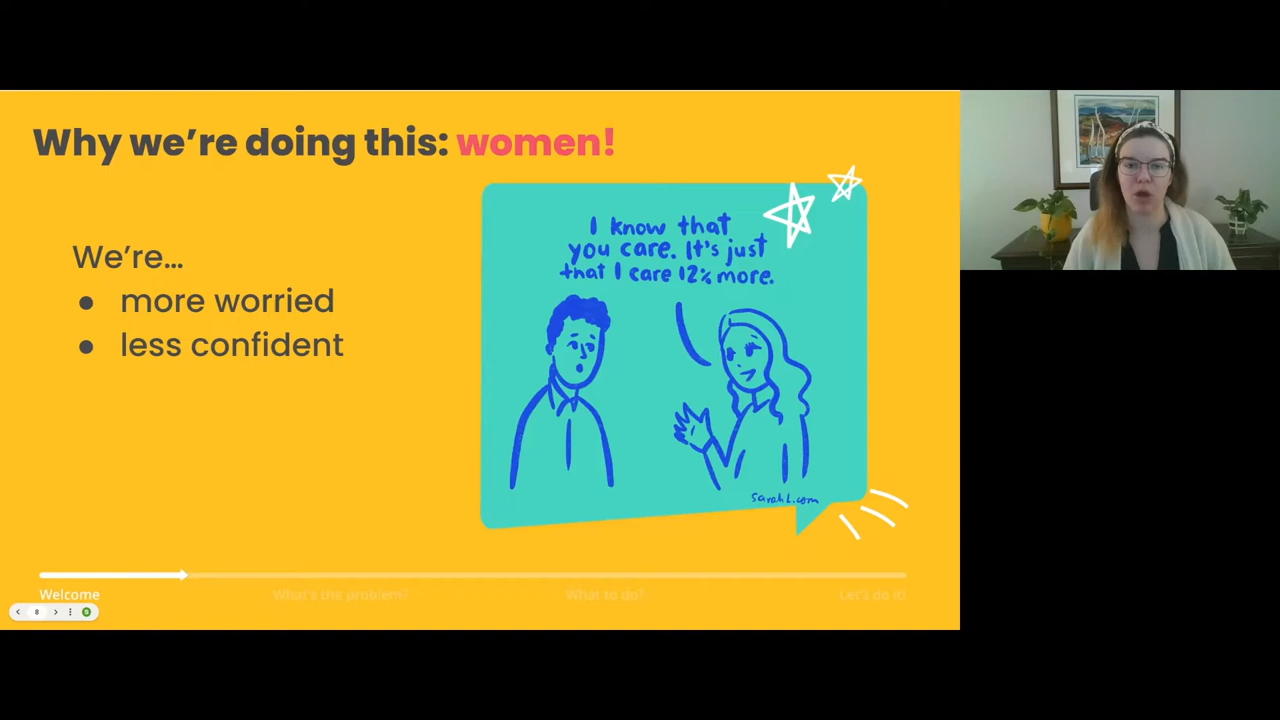 Why we're doing this: women!
We're…
● more worried
● less confident
I know that
you care. It's just
that I care 12% more.
SarahL.com
Welcome
What's the problem?
What to do?
Let's do it!
8